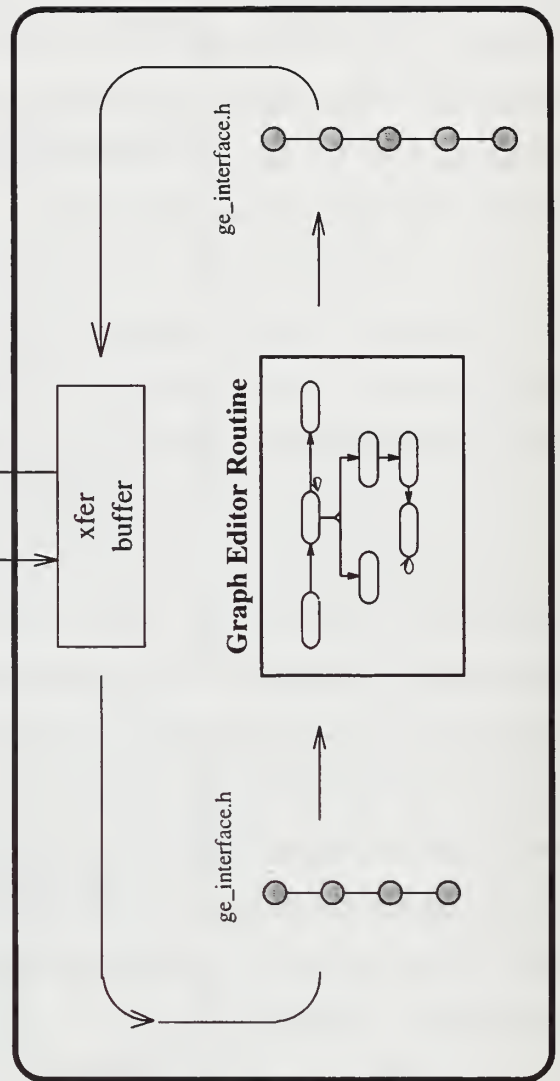 xfer
buffer
ge_interface.h
Graph Editor Routine
ge_interface.h